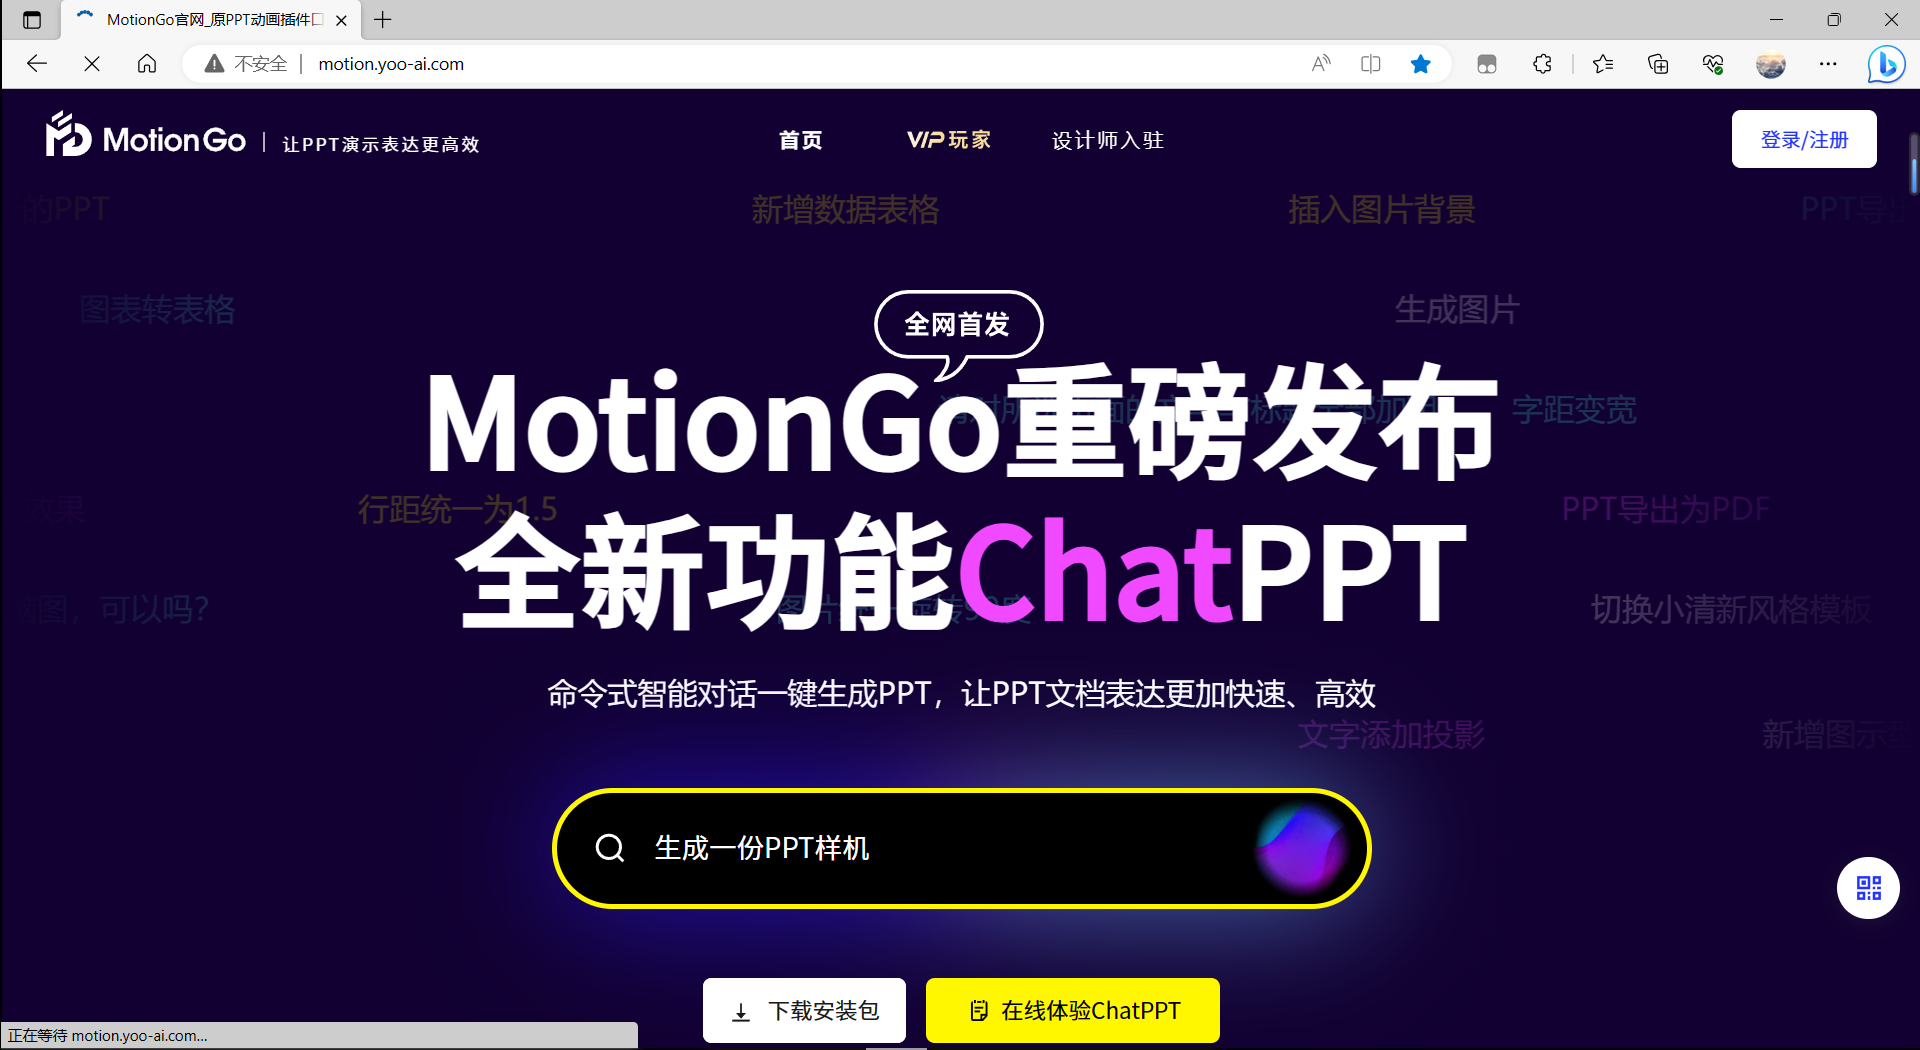 MotionGo官网_原PPT动画插件口
不安全
motion.yoo-ai.com
MotionGo
让PPT演示表达更高效
首页
VIP玩家
设计师入驻
登录/注册
的PPT
新增数据表格
插入图片背景
PPT导出
图表转表格
生成图片
全网首发
MotionGo重磅发布
字距变宽
效果
行距统一为1.5
PPT导出为PDF
全新功能ChatPPT
图，可以吗?
切换小清新风格模板
命令式智能对话一键生成PPT，让PPT文档表达更加快速、高效
文字添加投影
新增图示型
生成一份PPT样机
下载安装包
在线体验ChatPPT
正在等待 motion.yoo-ai.com...